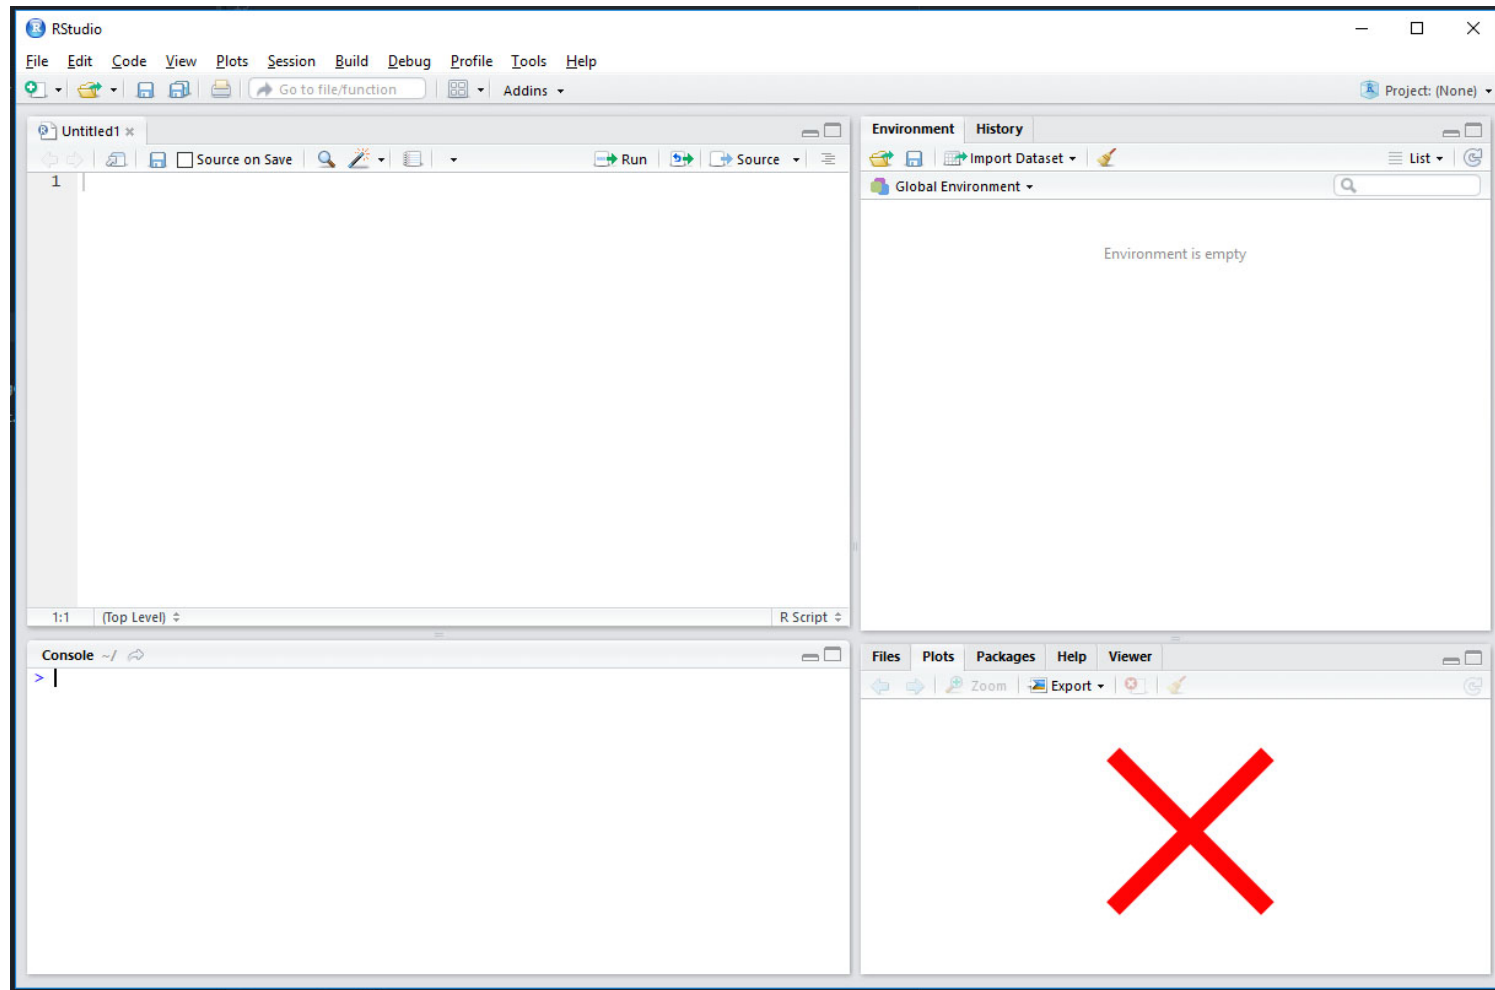 RStudio
File Edit Code View Plots Session Build Debug Profile Tools Help
Go to file/function Addins Project: (None)
Untitled1
Source on Save Run Source
1
1:1 (Top Level) R Script
Console ~/
>
Environment History
Import Dataset List
Global Environment
Environment is empty
Files Plots Packages Help Viewer
Zoom Export